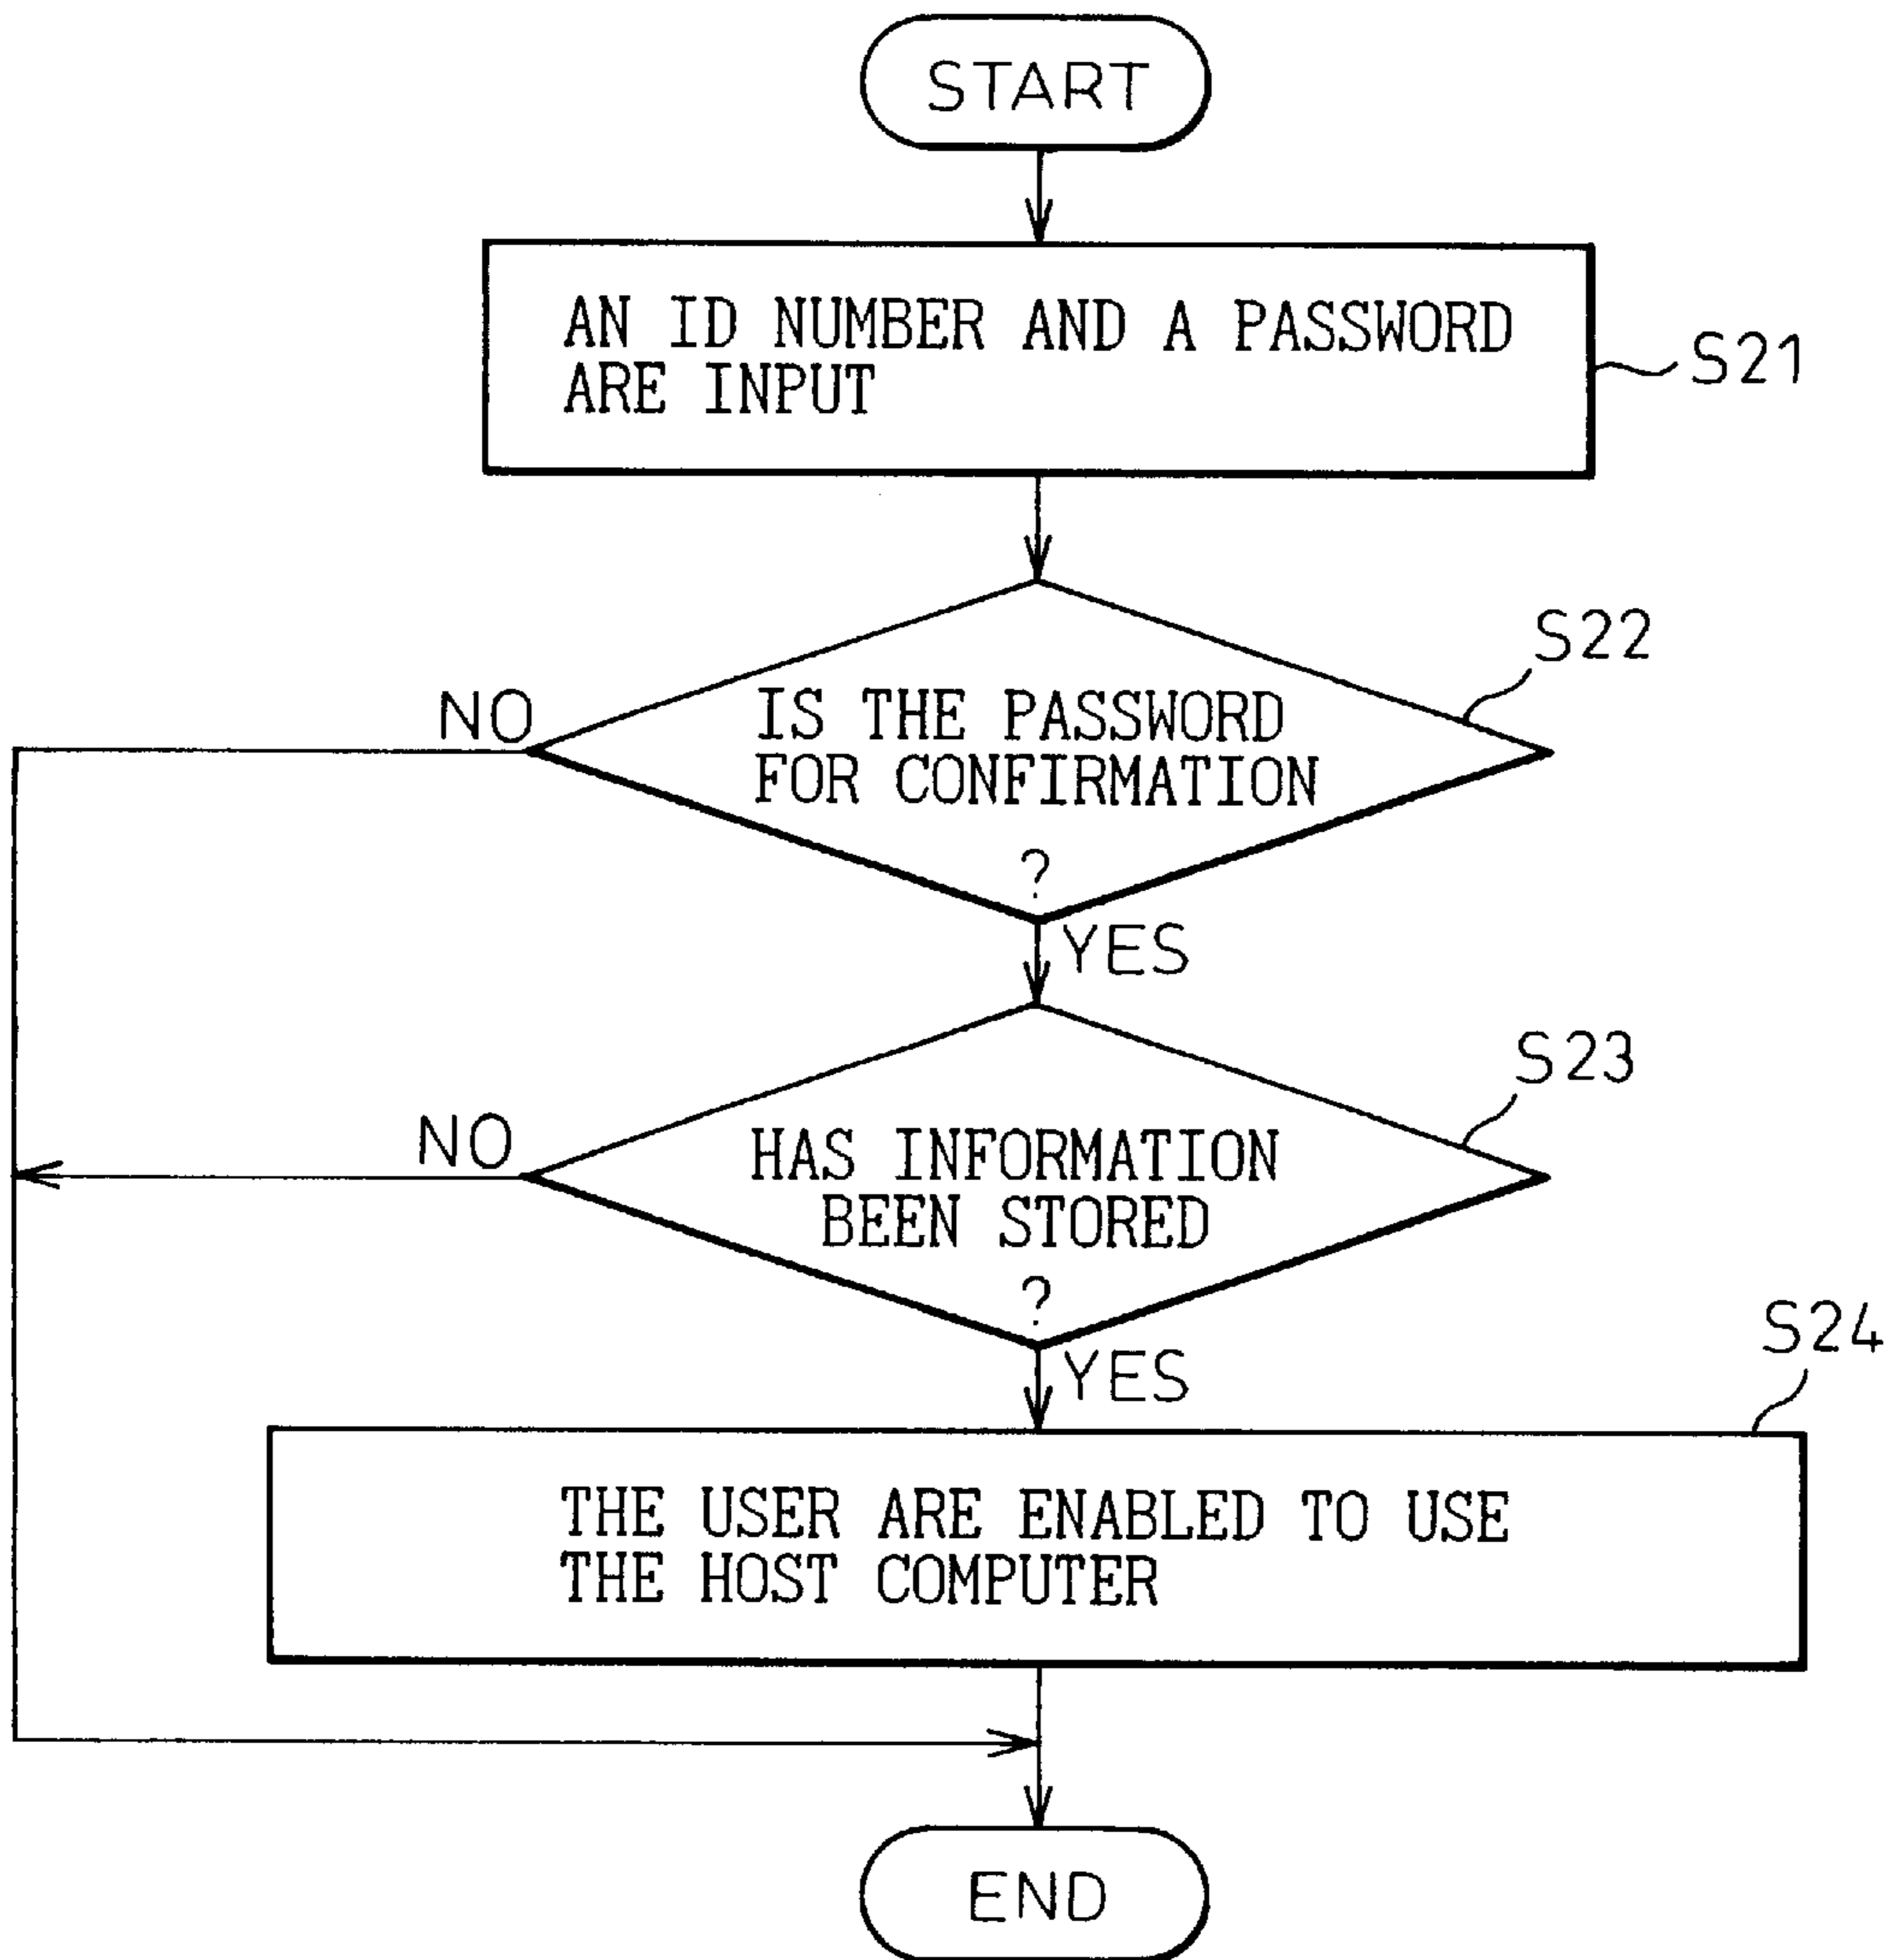 START
AN ID NUMBER AND A PASSWORD
ARE INPUT
S21
S22
NO
IS THE PASSWORD
FOR CONFIRMATION
?
YES
S23
NO
HAS INFORMATION
BEEN STORED
?
YES
S24
THE USER ARE ENABLED TO USE
THE HOST COMPUTER
END